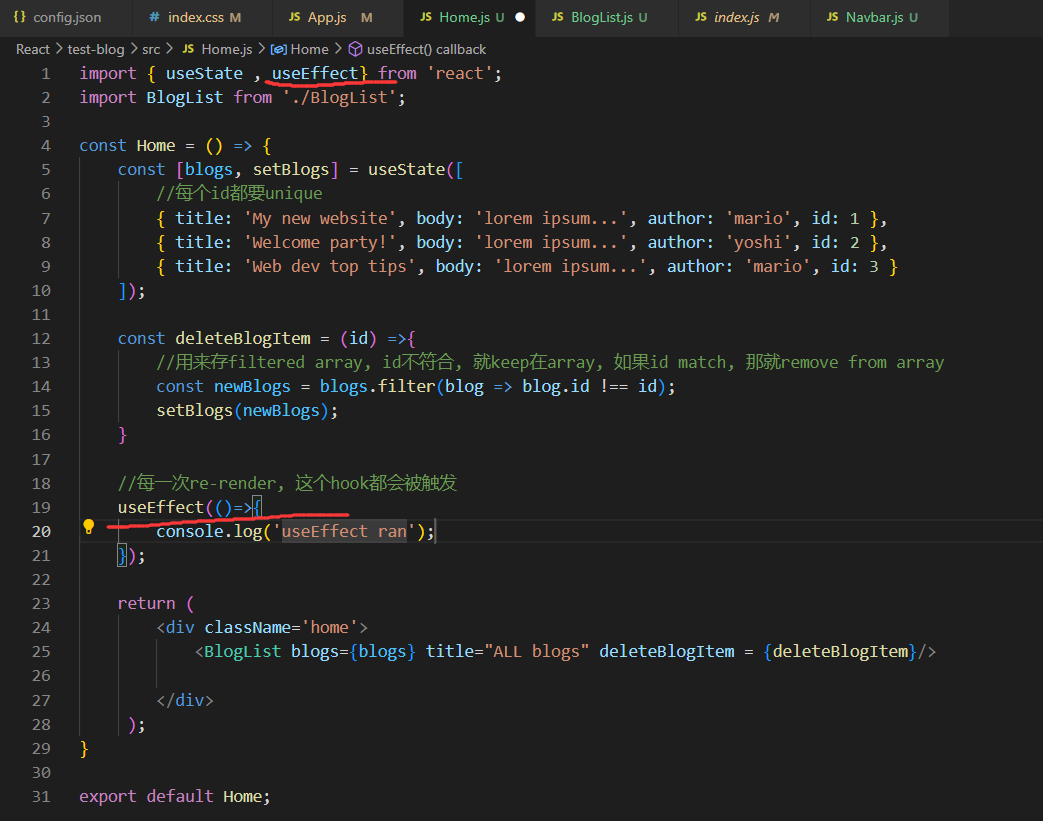 {} config.json # index.css M JS App.js M JS Home.js U ● JS BlogList.js U JS index.js M JS Navbar.js U
React > test-blog > src > JS Home.js > Home > useEffect() callback
1 import { useState , useEffect} from 'react';
2 import BlogList from './BlogList';
3
4 const Home = () => {
5 const [blogs, setBlogs] = useState([
6 //每个id都要unique
7 { title: 'My new website', body: 'lorem ipsum...', author: 'mario', id: 1 },
8 { title: 'Welcome party!', body: 'lorem ipsum...', author: 'yoshi', id: 2 },
9 { title: 'Web dev top tips', body: 'lorem ipsum...', author: 'mario', id: 3 }
10 ]);
11
12 const deleteBlogItem = (id) =>{
13 //用来存filtered array, id不符合, 就keep在array, 如果id match, 那就remove from array
14 const newBlogs = blogs.filter(blog => blog.id !== id);
15 setBlogs(newBlogs);
16 }
17
18 //每一次re-render, 这个hook都会被触发
19 useEffect(()=>{
20 console.log('useEffect ran');
21 });
22
23 return (
24 <div className='home'>
25 <BlogList blogs={blogs} title="ALL blogs" deleteBlogItem = {deleteBlogItem}/>
26
27 </div>
28 );
29 }
30
31 export default Home;